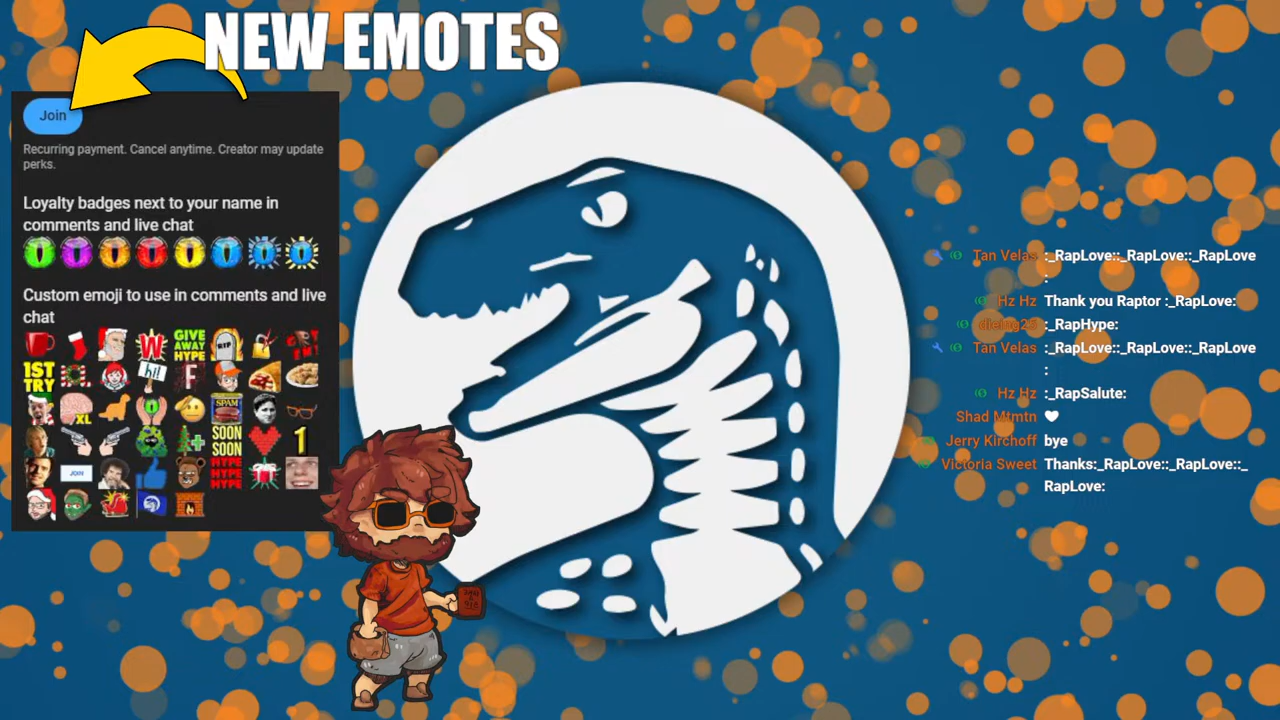 NEW EMOTES
Join
Recurring payment. Cancel anytime. Creator may update
perks.
Loyalty badges next to your name in
comments and live chat
Custom emoji to use in comments and live
chat
W
GIVE
AWAY
HYPE
RIP
1ST
TRY
hi!
F
XL
SPAM
SOON
SOON
1
JOIN
HYPE
HYPE
HYPE
Tan Velas :_RapLove::_RapLove::_RapLove
:
Hz Hz Thank you Raptor :_RapLove:
:_RapHype:
Tan Velas :_RapLove::_RapLove::_RapLove
:
Hz Hz :_RapSalute:
Shad Mtmtn
Jerry Kirchoff bye
Victoria Sweet Thanks:_RapLove::_RapLove::_
RapLove: